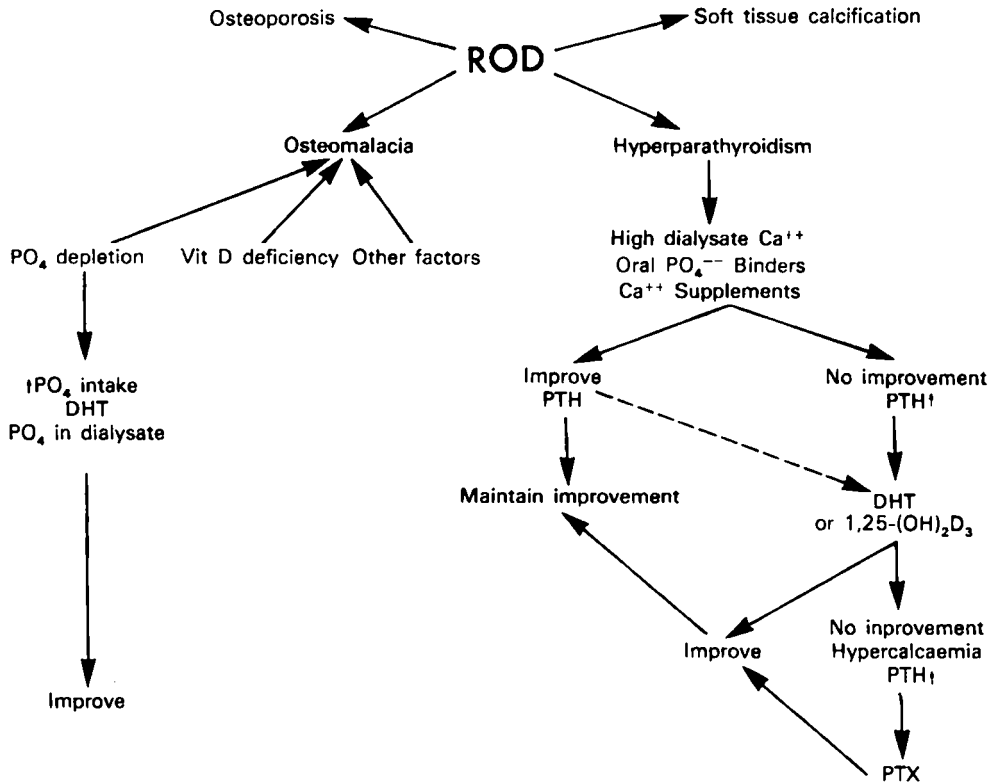 Osteoporosis
Soft tissue calcification
ROD
Osteomalacia
Hyperparathyroidism
PO₄ depletion
Vit D deficiency
Other factors
High dialysate Ca⁺⁺
Oral PO₄⁻⁻ Binders
Ca⁺⁺ Supplements
↑PO₄ intake
DHT
PO₄ in dialysate
Improve
PTH
No improvement
PTH↑
Maintain improvement
DHT
or 1,25-(OH)₂D₃
Improve
No inprovement
Hypercalcaemia
PTH↑
Improve
PTX